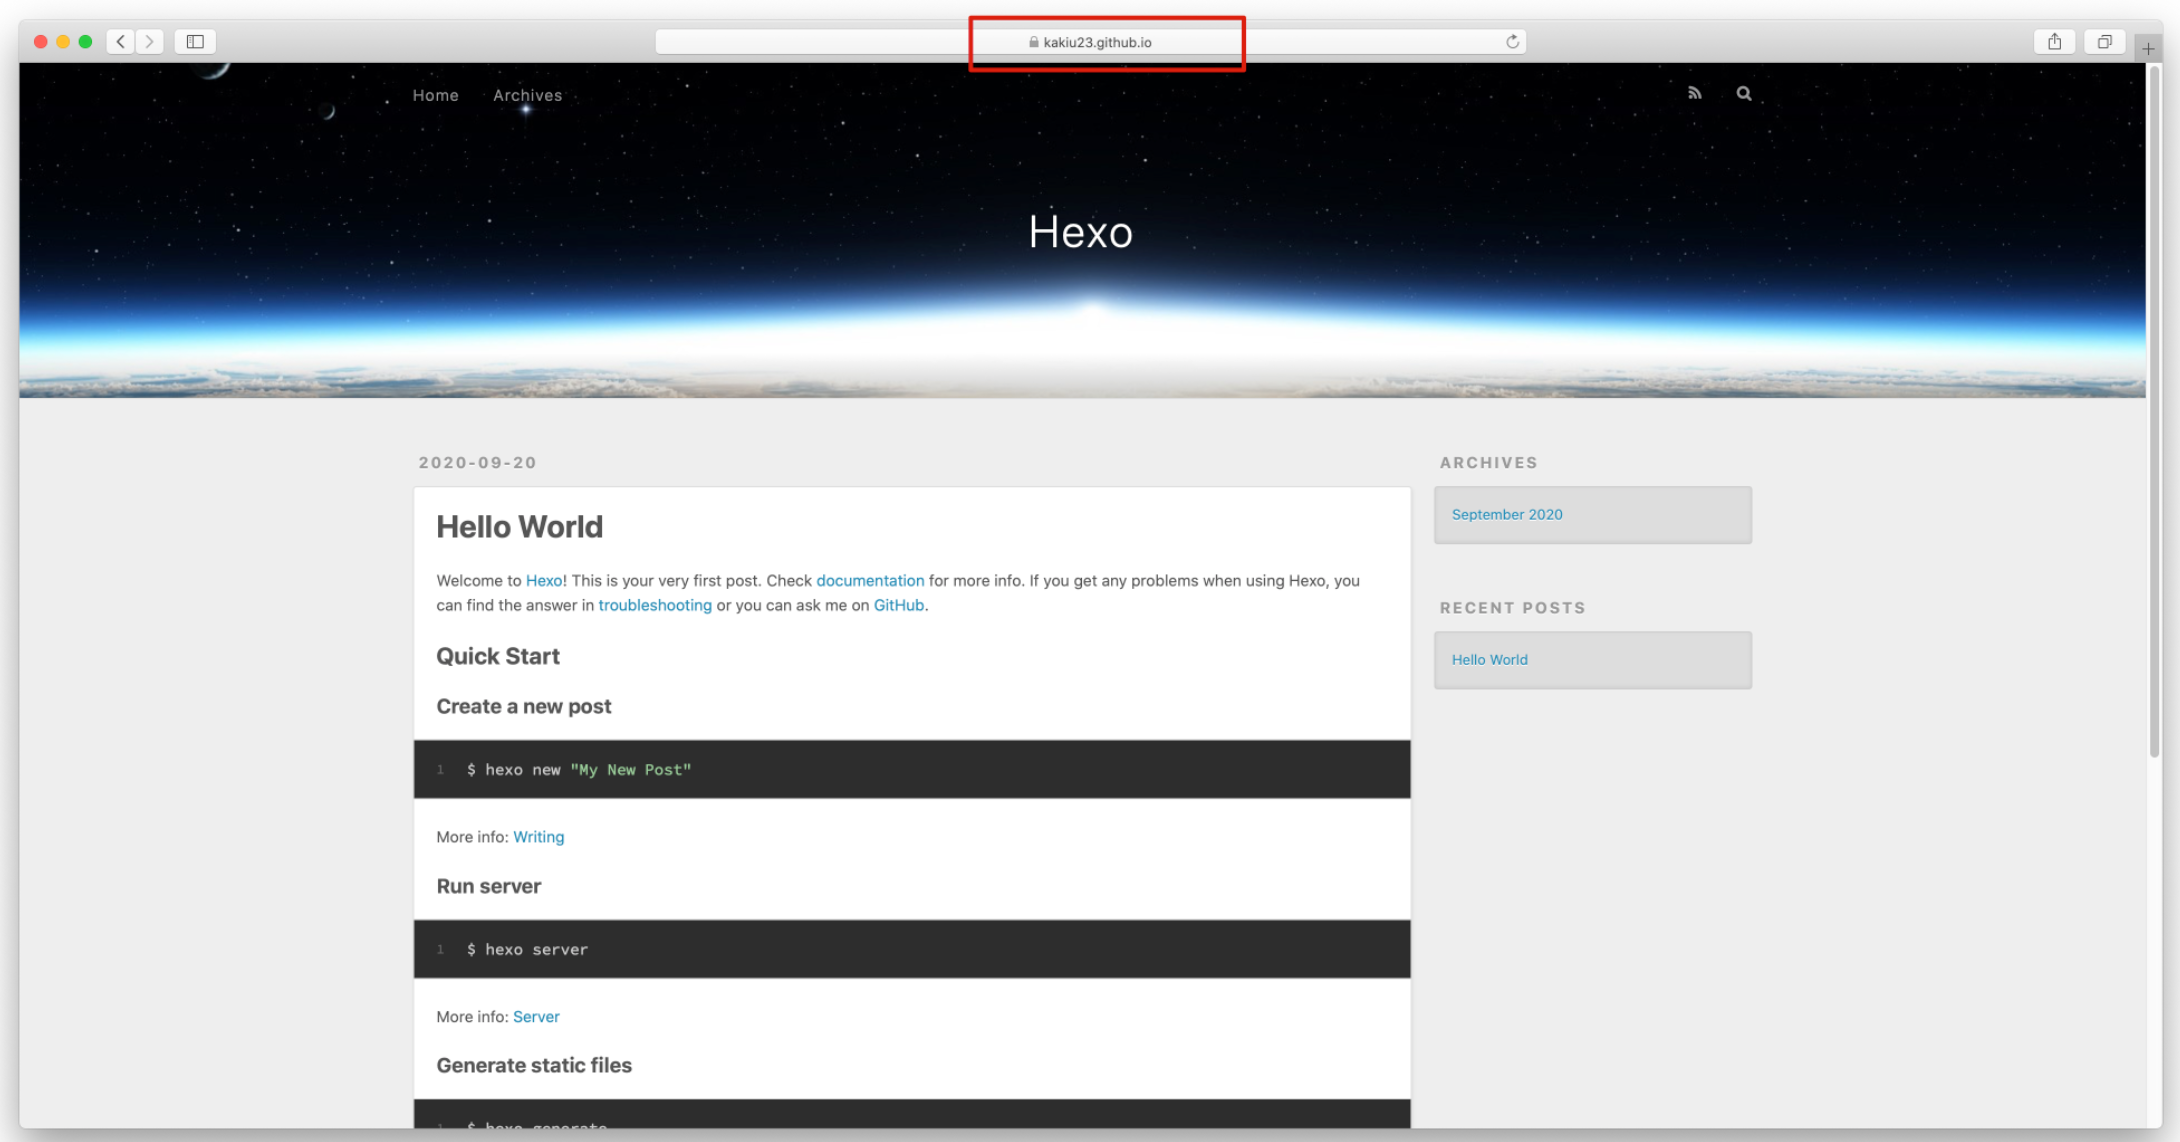 kakiu23.github.io
Home Archives
Hexo
2020-09-20
Hello World
Welcome to Hexo! This is your very first post. Check documentation for more info. If you get any problems when using Hexo, you
can find the answer in troubleshooting or you can ask me on GitHub.
Quick Start
Create a new post
1 $ hexo new "My New Post"
More info: Writing
Run server
1 $ hexo server
More info: Server
Generate static files
1 $ hexo generate
ARCHIVES
September 2020
RECENT POSTS
Hello World